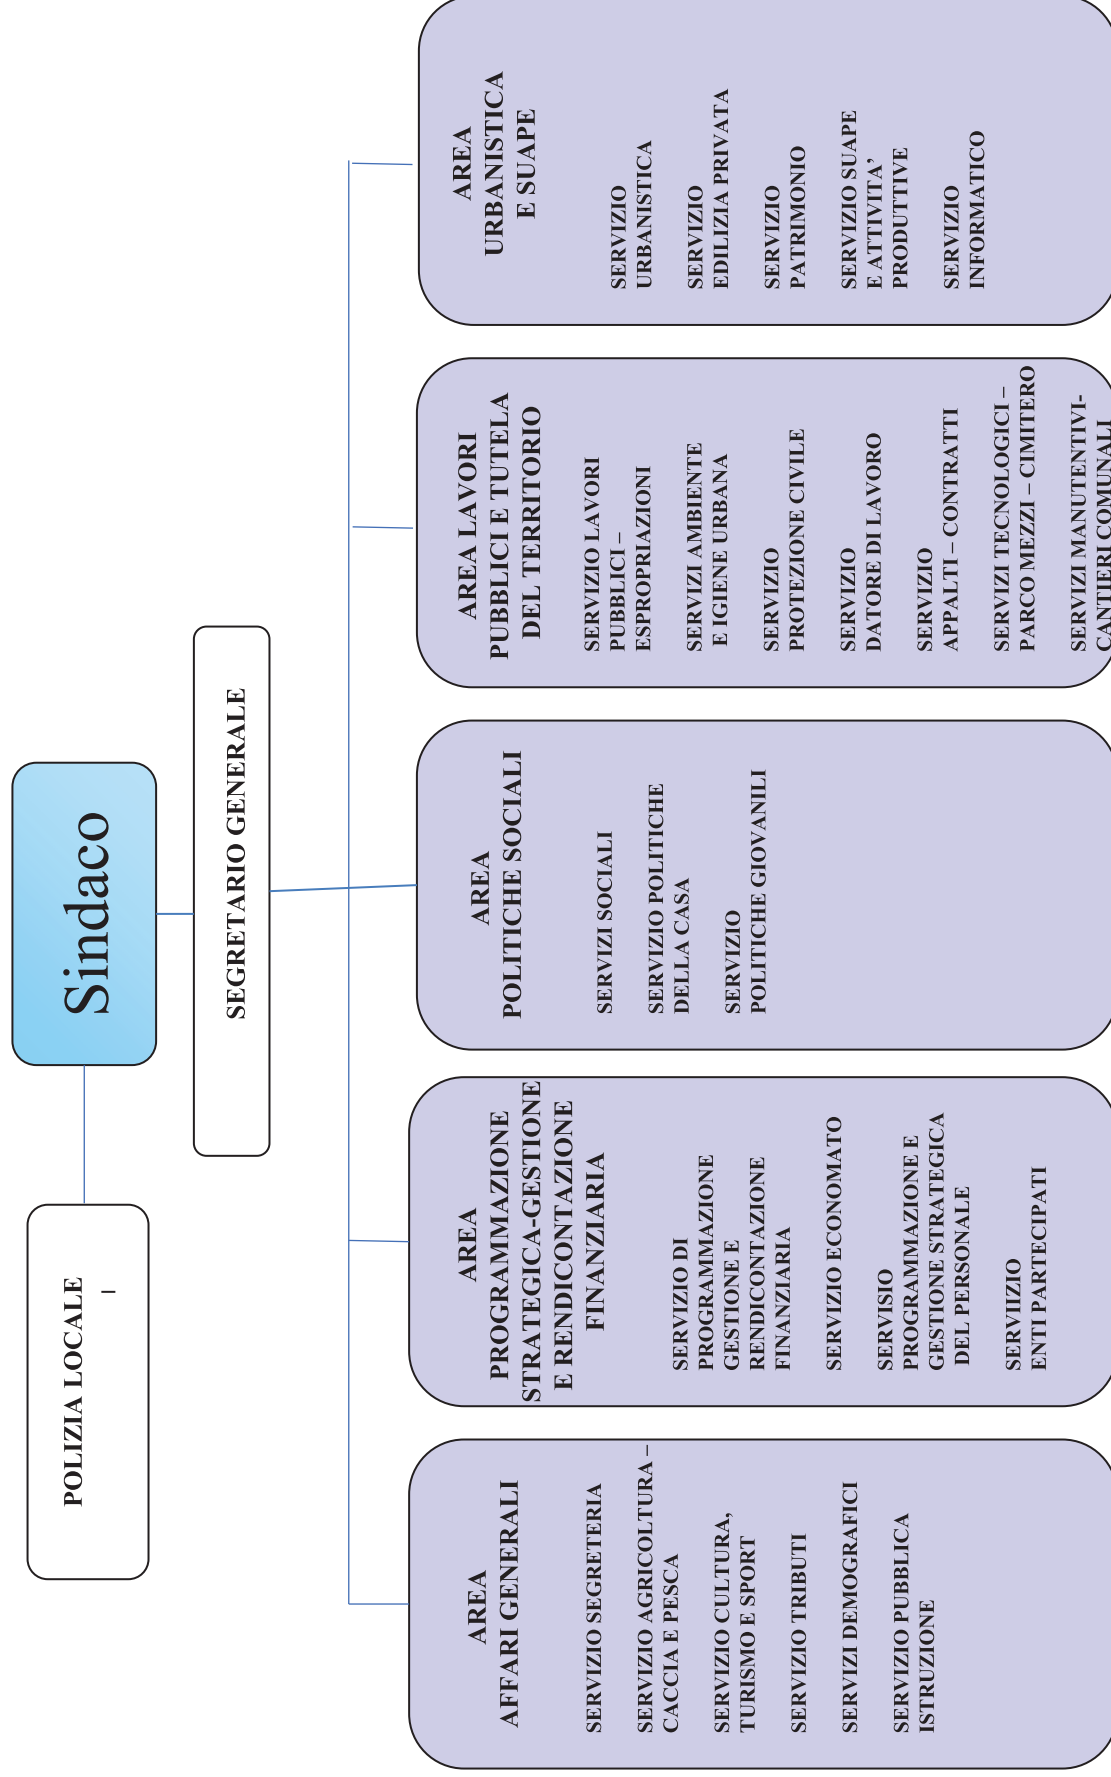 Sindaco
POLIZIA LOCALE
–
SEGRETARIO GENERALE
AREA
AFFARI GENERALI
SERVIZIO SEGRETERIA
SERVIZIO AGRICOLTURA –
CACCIA E PESCA
SERVIZIO CULTURA,
TURISMO E SPORT
SERVIZIO TRIBUTI
SERVIZI DEMOGRAFICI
SERVIZIO PUBBLICA
ISTRUZIONE
AREA
PROGRAMMAZIONE
STRATEGICA-GESTIONE
E RENDICONTAZIONE
FINANZIARIA
SERVIZIO DI
PROGRAMMAZIONE
GESTIONE E
RENDICONTAZIONE
FINANZIARIA
SERVIZIO ECONOMATO
SERVISIO
PROGRAMMAZIONE E
GESTIONE STRATEGICA
DEL PERSONALE
SERVIIZIO
ENTI PARTECIPATI
AREA
POLITICHE SOCIALI
SERVIZI SOCIALI
SERVIZIO POLITICHE
DELLA CASA
SERVIZIO
POLITICHE GIOVANILI
AREA LAVORI
PUBBLICI E TUTELA
DEL TERRITORIO
SERVIZIO LAVORI
PUBBLICI –
ESPROPRIAZIONI
SERVIZI AMBIENTE
E IGIENE URBANA
SERVIZIO
PROTEZIONE CIVILE
SERVIZIO
DATORE DI LAVORO
SERVIZIO
APPALTI – CONTRATTI
SERVIZI TECNOLOGICI –
PARCO MEZZI – CIMITERO
SERVIZI MANUTENTIVI-
CANTIERI COMUNALI
AREA
URBANISTICA
E SUAPE
SERVIZIO
URBANISTICA
SERVIZIO
EDILIZIA PRIVATA
SERVIZIO
PATRIMONIO
SERVIZIO SUAPE
E ATTIVITA’
PRODUTTIVE
SERVIZIO
INFORMATICO